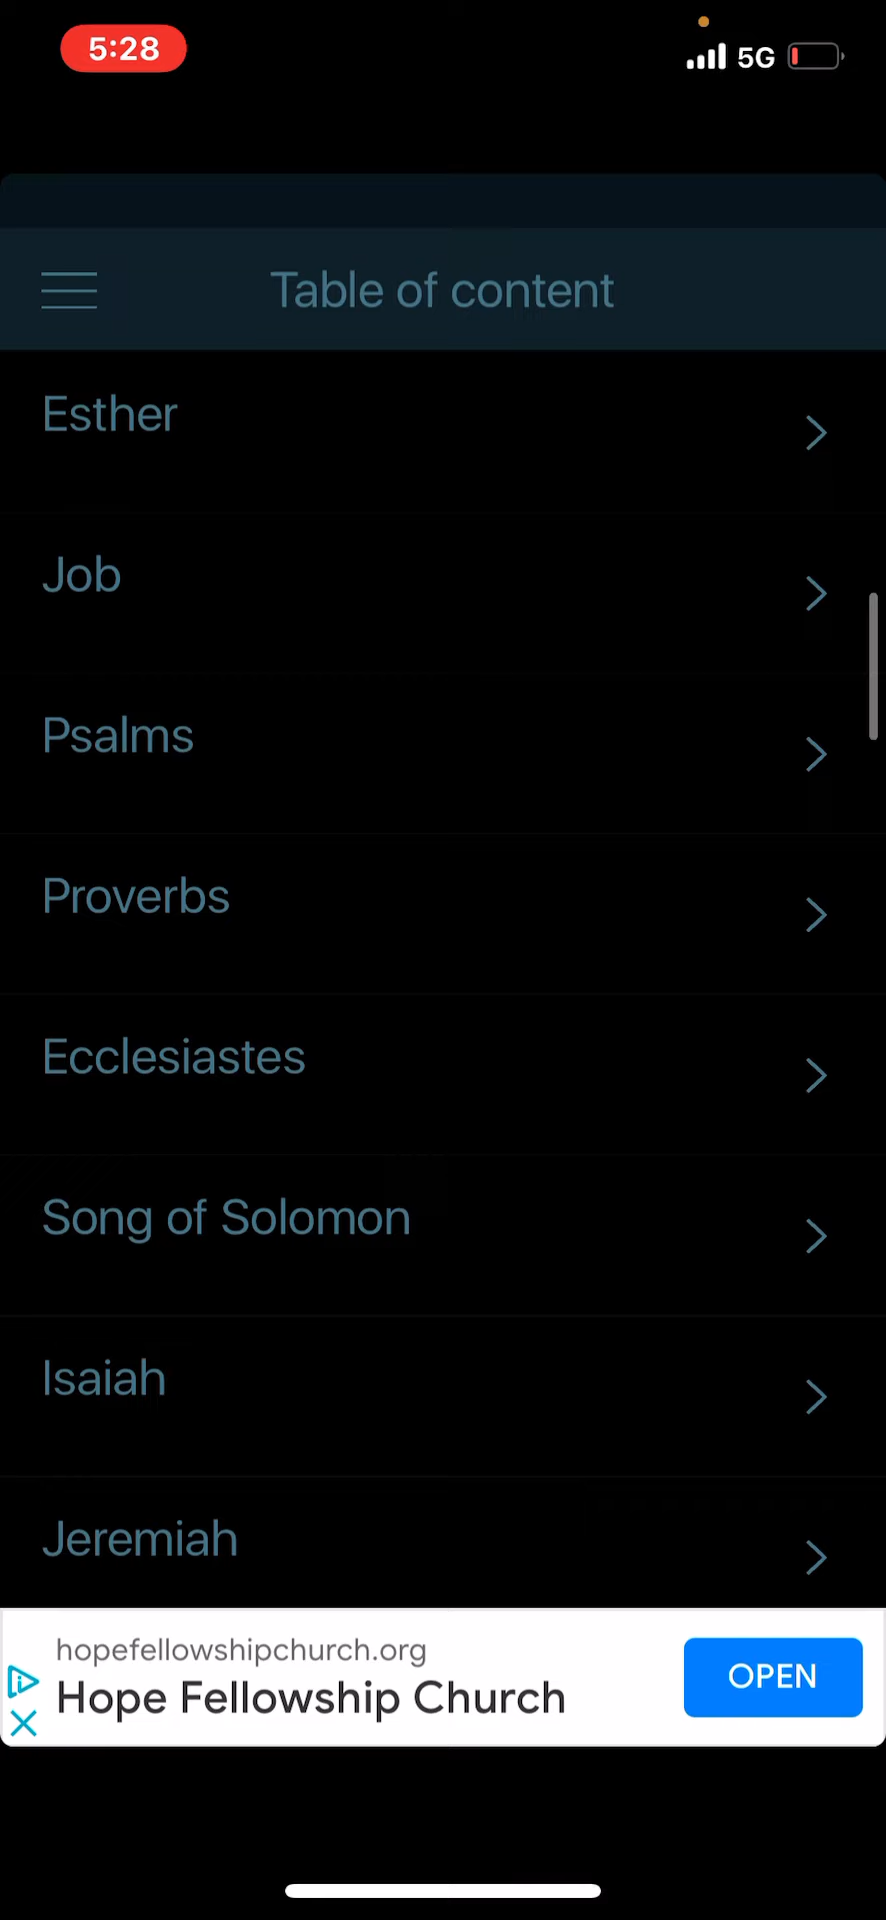 5:28
5G
Table of content
Esther
Job
Psalms
Proverbs
Ecclesiastes
Song of Solomon
Isaiah
Jeremiah
hopefellowshipchurch.org
Hope Fellowship Church
OPEN